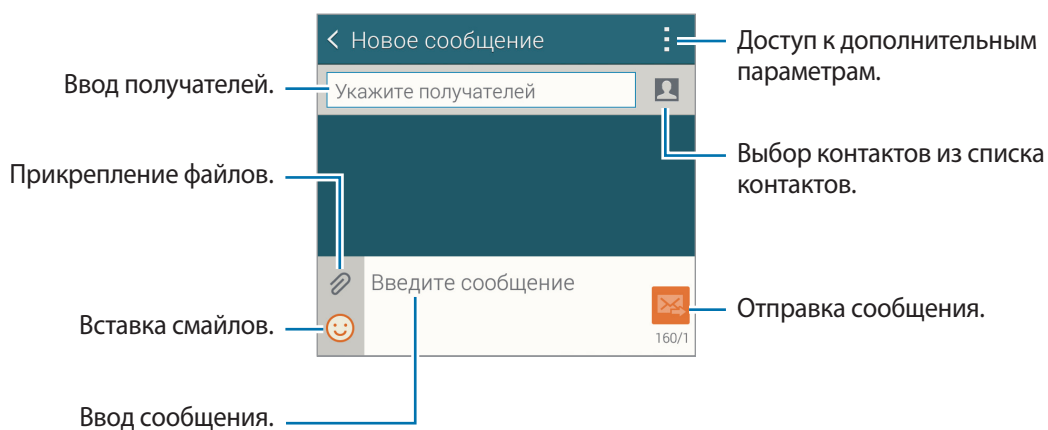 Новое сообщение
Доступ к дополнительным
параметрам.
Ввод получателей.
Укажите получателей
Выбор контактов из списка
контактов.
Прикрепление файлов.
Введите сообщение
Вставка смайлов.
Отправка сообщения.
160/1
Ввод сообщения.